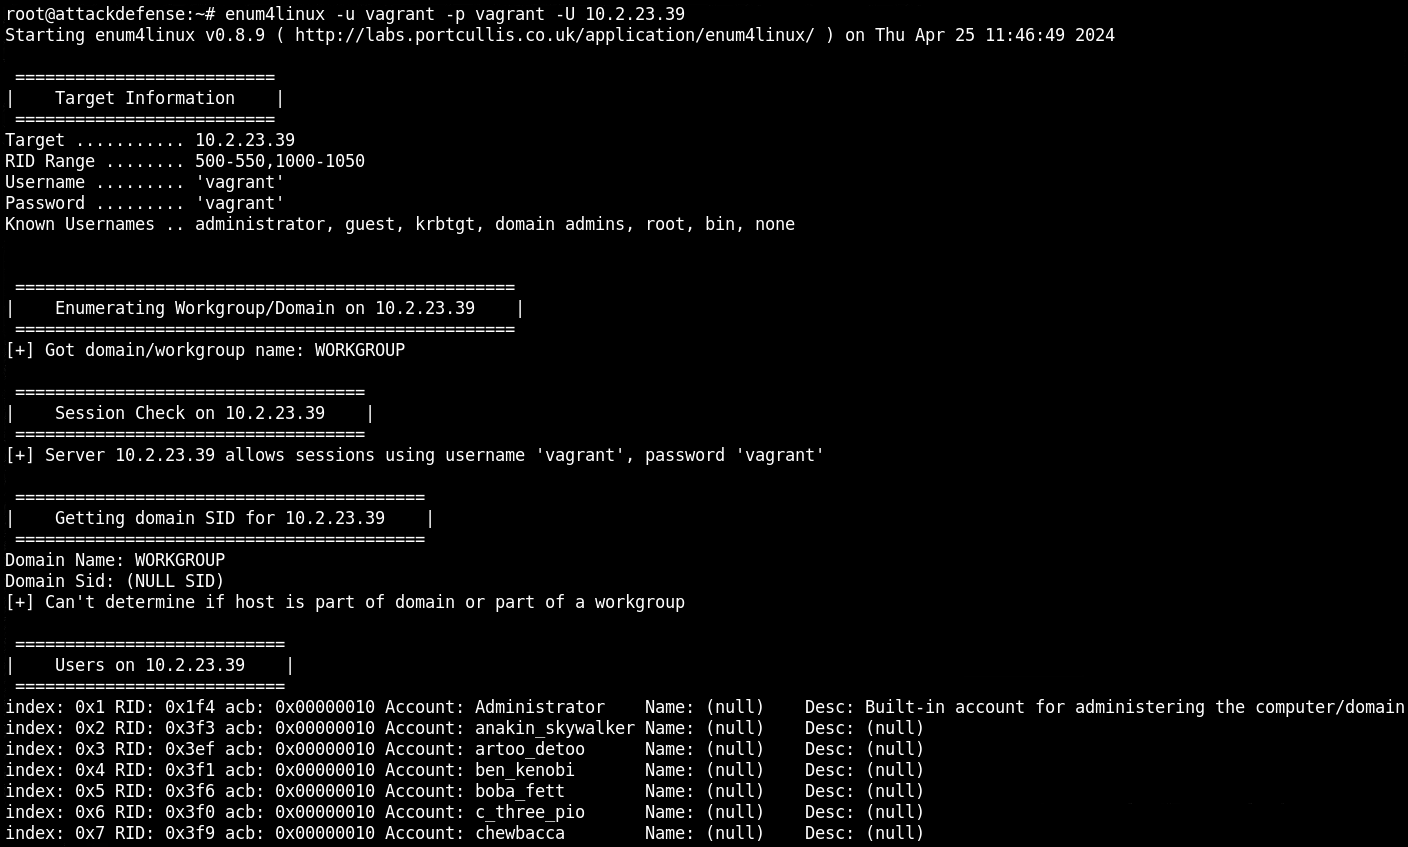 root@attackdefense:~# enum4linux -u vagrant -p vagrant -U 10.2.23.39
Starting enum4linux v0.8.9 ( http://labs.portcullis.co.uk/application/enum4linux/ ) on Thu Apr 25 11:46:49 2024

 ==========================
|    Target Information    |
 ==========================
Target ........... 10.2.23.39
RID Range ........ 500-550,1000-1050
Username ......... 'vagrant'
Password ......... 'vagrant'
Known Usernames .. administrator, guest, krbtgt, domain admins, root, bin, none

 ==================================================
|    Enumerating Workgroup/Domain on 10.2.23.39    |
 ==================================================
[+] Got domain/workgroup name: WORKGROUP

 ===================================
|    Session Check on 10.2.23.39    |
 ===================================
[+] Server 10.2.23.39 allows sessions using username 'vagrant', password 'vagrant'

 =========================================
|    Getting domain SID for 10.2.23.39    |
 =========================================
Domain Name: WORKGROUP
Domain Sid: (NULL SID)
[+] Can't determine if host is part of domain or part of a workgroup

 ===========================
|    Users on 10.2.23.39    |
 ===========================
index: 0x1 RID: 0x1f4 acb: 0x00000010 Account: Administrator    Name: (null)    Desc: Built-in account for administering the computer/domain
index: 0x2 RID: 0x3f3 acb: 0x00000010 Account: anakin_skywalker Name: (null)    Desc: (null)
index: 0x3 RID: 0x3ef acb: 0x00000010 Account: artoo_detoo      Name: (null)    Desc: (null)
index: 0x4 RID: 0x3f1 acb: 0x00000010 Account: ben_kenobi       Name: (null)    Desc: (null)
index: 0x5 RID: 0x3f6 acb: 0x00000010 Account: boba_fett        Name: (null)    Desc: (null)
index: 0x6 RID: 0x3f0 acb: 0x00000010 Account: c_three_pio      Name: (null)    Desc: (null)
index: 0x7 RID: 0x3f9 acb: 0x00000010 Account: chewbacca        Name: (null)    Desc: (null)